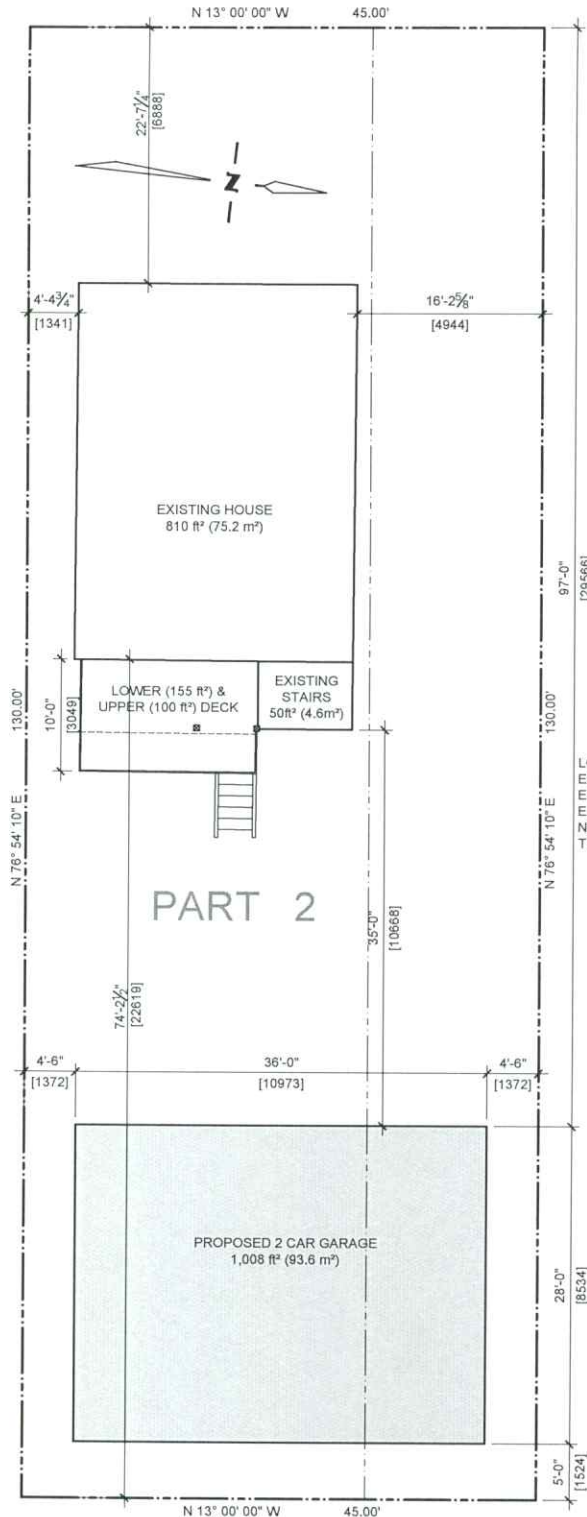 N 13° 00' 00" W 45.00'
22'-7¼"
[6888]
N
4'-4¾"
[1341]
16'-2⅝"
[4944]
EXISTING HOUSE
810 ft² (75.2 m²)
97'-0"
[29566]
LOWER (155 ft²) &
UPPER (100 ft²) DECK
EXISTING
STAIRS
50ft² (4.6m²)
10'-0"
[3049]
130.00'
N 76° 54' 10" E
130.00'
N 76° 54' 10" E
PART 2
35'-0"
[10668]
74'-2½"
[22619]
4'-6"
[1372]
36'-0"
[10973]
4'-6"
[1372]
PROPOSED 2 CAR GARAGE
1,008 ft² (93.6 m²)
28'-0"
[8534]
5'-0"
[1524]
N 13° 00' 00" W 45.00'